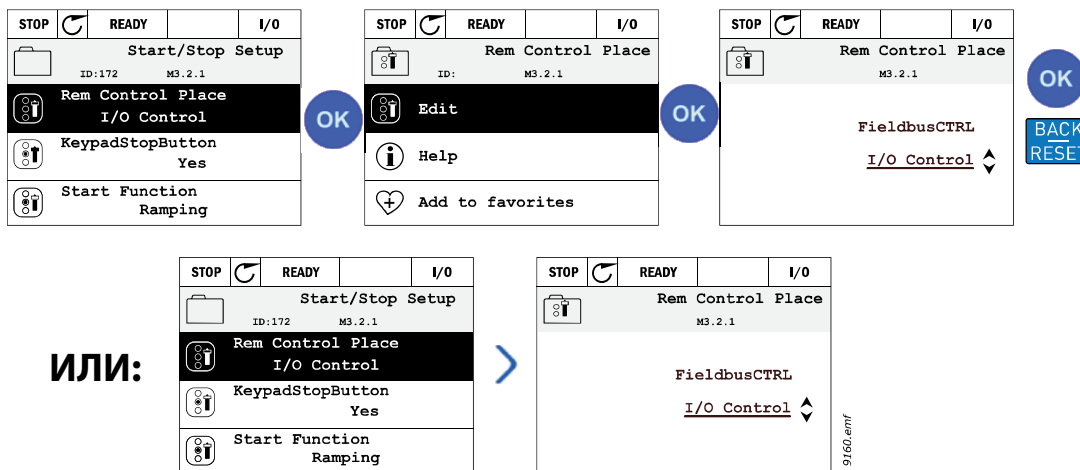 STOP READY I/O
Start/Stop Setup
ID:172 M3.2.1
Rem Control Place
I/O Control
KeypadStopButton
Yes
Start Function
Ramping
OK
STOP READY I/O
Rem Control Place
ID: M3.2.1
Edit
Help
Add to favorites
OK
STOP READY I/O
Rem Control Place
M3.2.1
FieldbusCTRL
I/O Control
OK
BACK
RESET
ИЛИ:
STOP READY I/O
Start/Stop Setup
ID:172 M3.2.1
Rem Control Place
I/O Control
KeypadStopButton
Yes
Start Function
Ramping
STOP READY I/O
Rem Control Place
M3.2.1
FieldbusCTRL
I/O Control
9160.emf